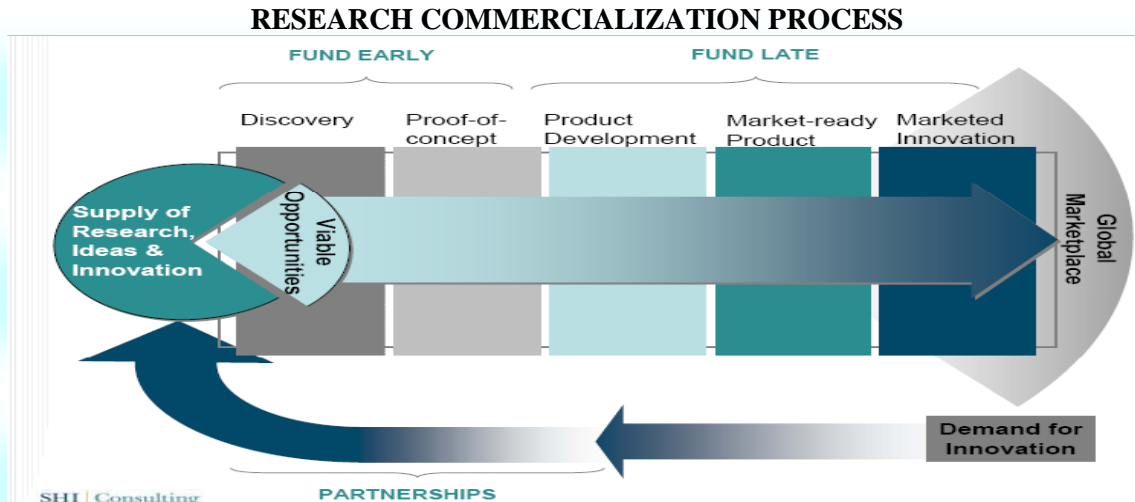 RESEARCH COMMERCIALIZATION PROCESS
FUND EARLY
FUND LATE
Discovery
Proof-of-
concept
Product
Development
Market-ready
Product
Marketed
Innovation
Supply of
Research,
Ideas &
Innovation
Viable
Opportunities
Global
Marketplace
Demand for
Innovation
PARTNERSHIPS
SHI | Consulting